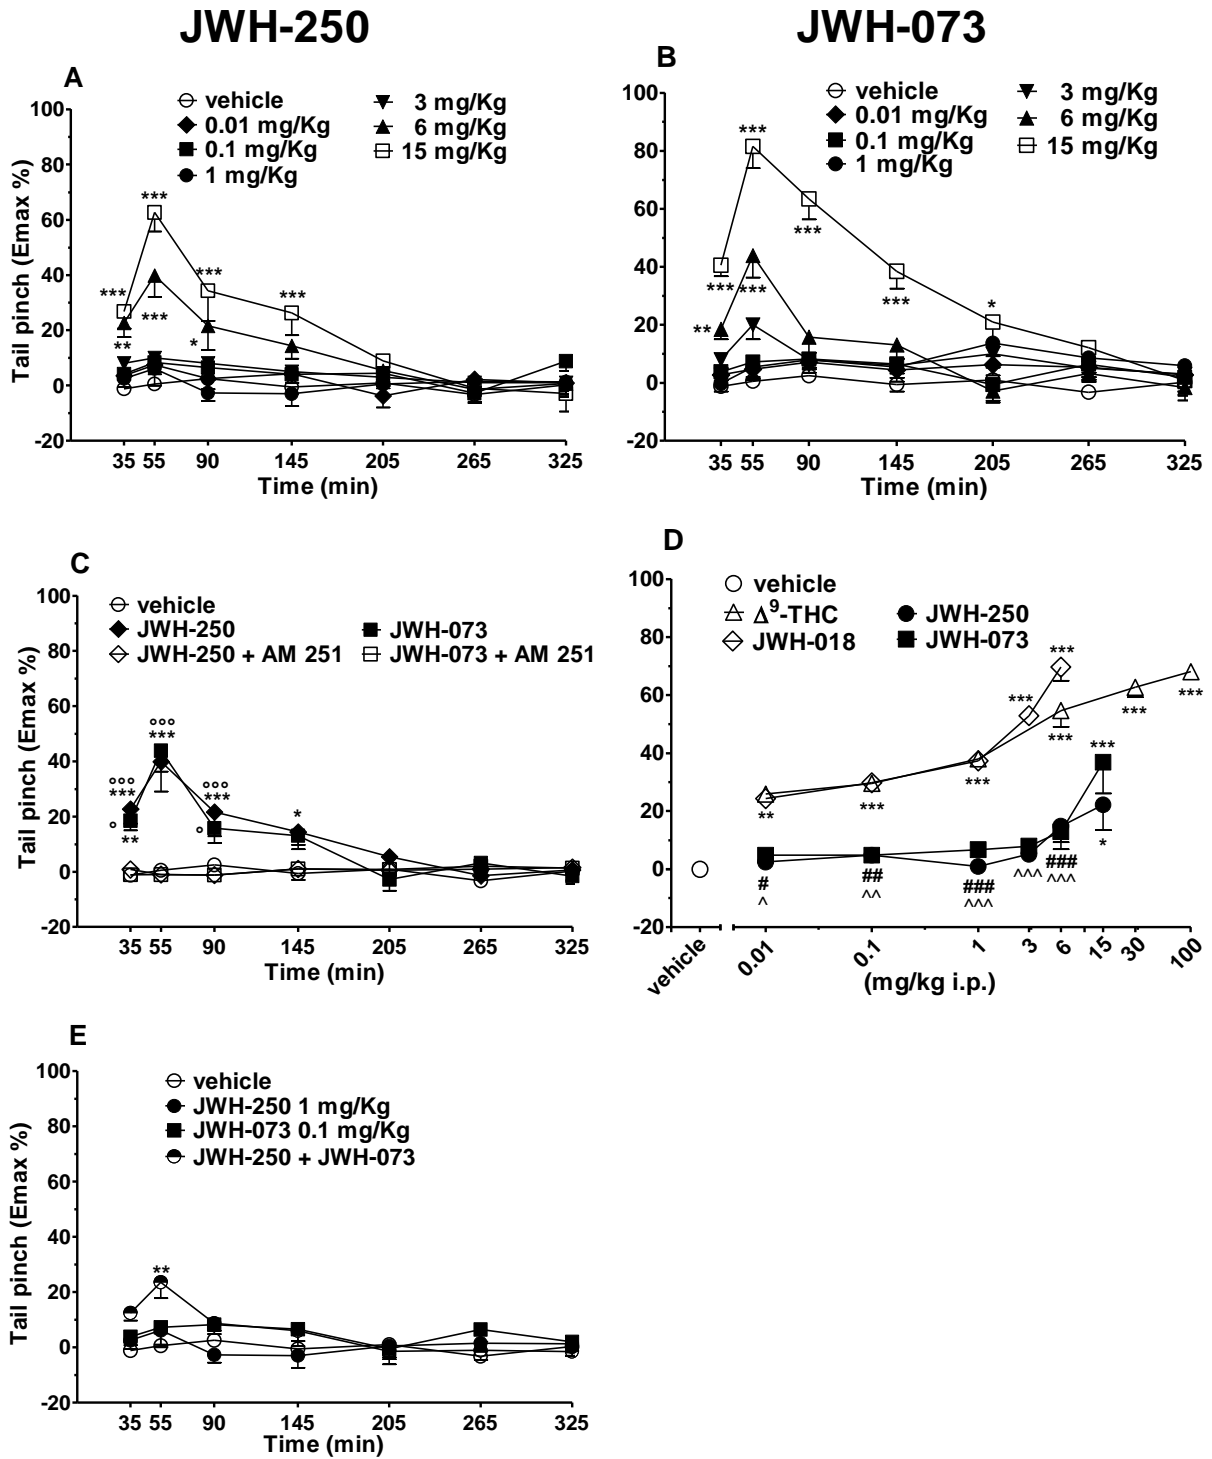 JWH-250
JWH-073
A
vehicle
0.01 mg/Kg
0.1 mg/Kg
1 mg/Kg
3 mg/Kg
6 mg/Kg
15 mg/Kg
Tail pinch (Emax %)
100
80
60
40
20
0
-20
***
**
***
***
***
*
***
35 55 90 145 205 265 325
Time (min)
B
vehicle
0.01 mg/Kg
0.1 mg/Kg
1 mg/Kg
3 mg/Kg
6 mg/Kg
15 mg/Kg
Tail pinch (Emax %)
100
80
60
40
20
0
-20
***
**
***
***
***
***
*
35 55 90 145 205 265 325
Time (min)
C
vehicle
JWH-250
JWH-250 + AM 251
JWH-073
JWH-073 + AM 251
Tail pinch (Emax %)
100
80
60
40
20
0
-20
°°°
***
°
**
°°°
***
°°°
***
°
*
35 55 90 145 205 265 325
Time (min)
D
vehicle
Δ9-THC
JWH-018
JWH-250
JWH-073
100
80
60
40
20
0
-20
**
***
***
***
***
***
***
***
***
*
#
^
##
^^
###
^^^
^^^
###
^^^
vehicle 0.01 0.1 1 3 6 15 30 100
(mg/kg i.p.)
E
vehicle
JWH-250 1 mg/Kg
JWH-073 0.1 mg/Kg
JWH-250 + JWH-073
Tail pinch (Emax %)
100
80
60
40
20
0
-20
**
35 55 90 145 205 265 325
Time (min)